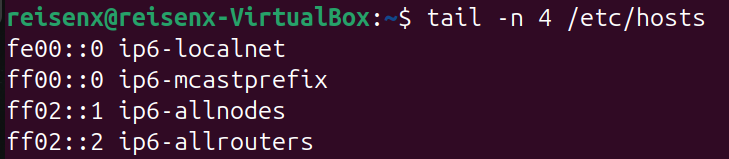 reisenx@reisenx-VirtualBox:~$ tail -n 4 /etc/hosts
fe00::0 ip6-localnet
ff00::0 ip6-mcastprefix
ff02::1 ip6-allnodes
ff02::2 ip6-allrouters